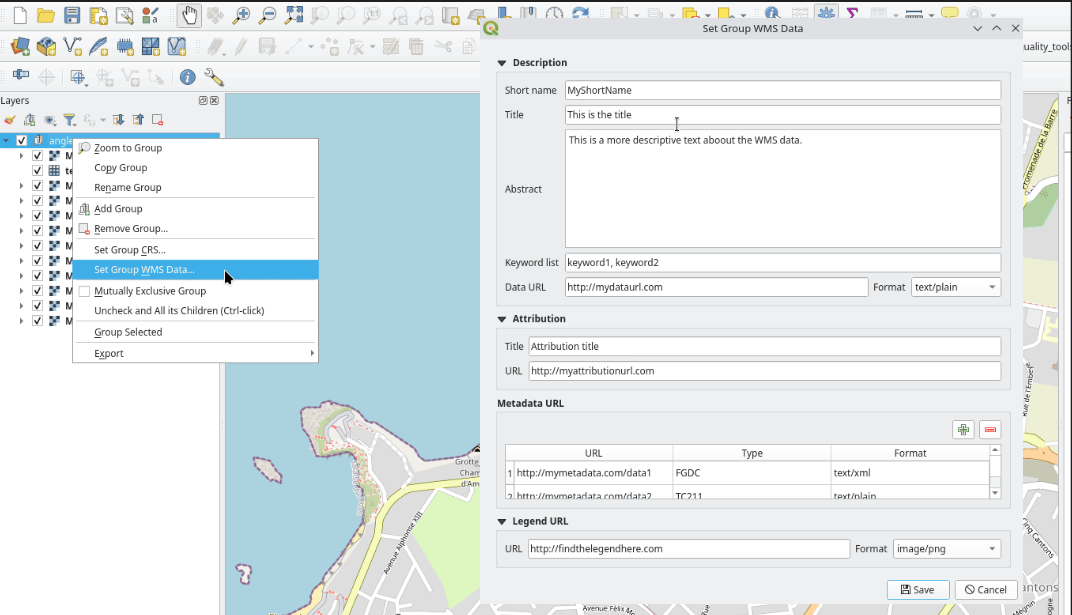 Set Group WMS Data
uality_tools
Layers
Zoom to Group
Copy Group
Rename Group
Add Group
Remove Group...
Set Group CRS...
Set Group WMS Data...
Mutually Exclusive Group
Uncheck and All its Children (Ctrl-click)
Group Selected
Export
angle
te
M
M
M
M
M
M
M
M
M
M
M
Description
Short name MyShortName
Title This is the title
Abstract This is a more descriptive text aboout the WMS data.
Keyword list keyword1, keyword2
Data URL http://mydataurl.com Format text/plain
Attribution
Title Attribution title
URL http://myattributionurl.com
Metadata URL
URL Type Format
1 http://mymetadata.com/data1 FGDC text/xml
2 http://mymetadata.com/data2 TC211 text/plain
Legend URL
URL http://findthelegendhere.com Format image/png
Save Cancel
Grotte
Cham
d'Am
Avenue Alphonse XIII
Avenue Félix M
Promenade de la Barre
Rue de l'Embe
inq Cantons
antons